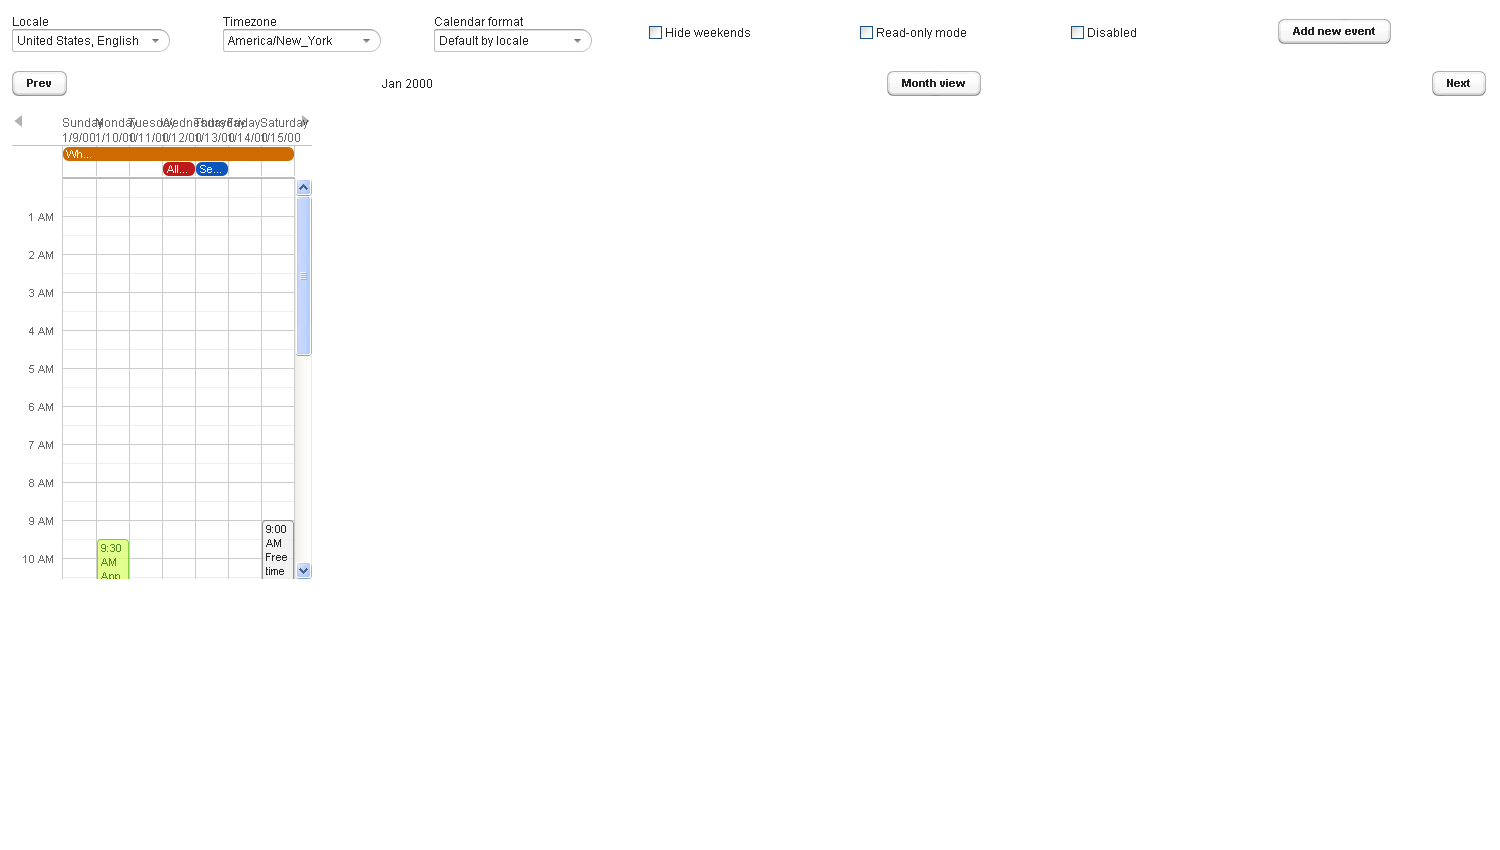 Locale
Timezone
Calendar format
United States, English
America/New_York
Default by locale
Hide weekends
Read-only mode
Disabled
Add new event
Prev
Jan 2000
Month view
Next
Sunday Monday Tuesday Wednesday Thursday Friday Saturday
1/9/00 1/10/00 1/11/00 1/12/00 1/13/00 1/14/00 1/15/00
Wh...
All... Se...
1 AM
2 AM
3 AM
4 AM
5 AM
6 AM
7 AM
8 AM
9 AM
10 AM
9:30
AM
App
9:00
AM
Free
time